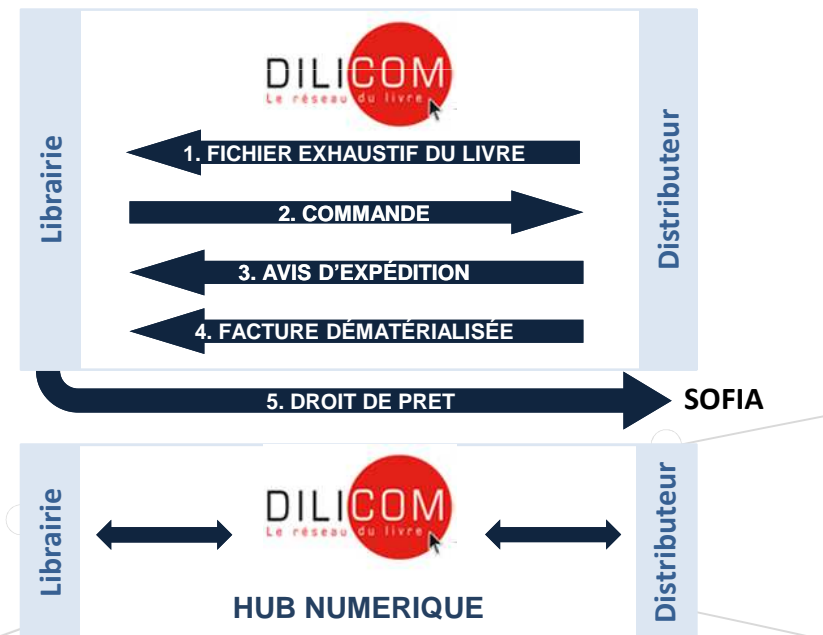 DILICOM
Le réseau du livre
Librairie
Distributeur
1. FICHIER EXHAUSTIF DU LIVRE
2. COMMANDE
3. AVIS D'EXPÉDITION
4. FACTURE DÉMATÉRIALISÉE
5. DROIT DE PRET
SOFIA
Librairie
DILICOM
Le réseau du livre
Distributeur
HUB NUMERIQUE